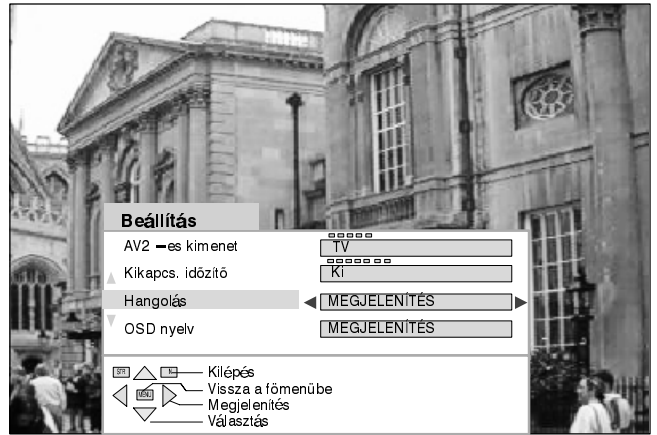 Beállítás
AV2 –es kimenet TV
Kikapcs. időzítő Ki
Hangolás MEGJELENÍTÉS
OSD nyelv MEGJELENÍTÉS
STR N Kilépés
MENU Vissza a fömenübe
Megjelenítés
Választás